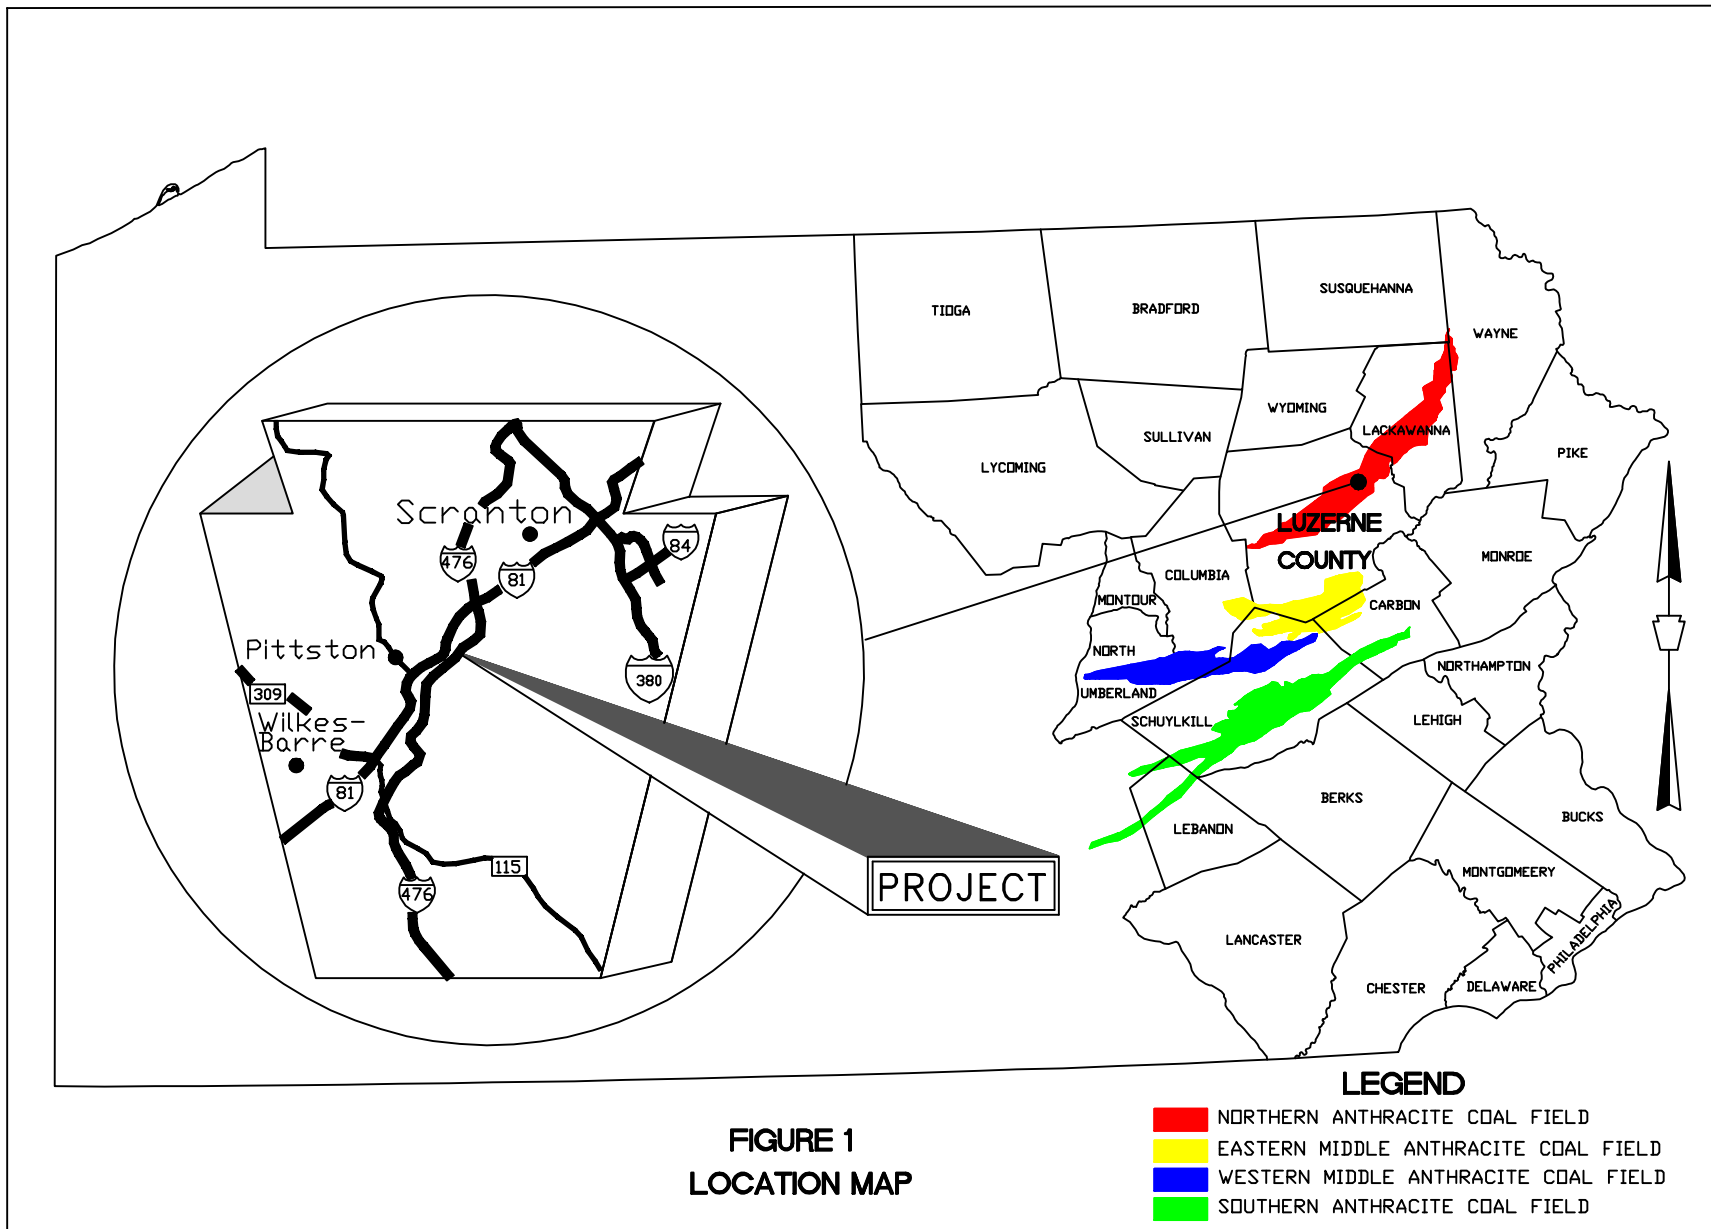 TIOGA
BRADFORD
SUSQUEHANNA
WAYNE
WYOMING
LACKAWANNA
SULLIVAN
LYCOMING
PIKE
LUZERNE
COUNTY
MONROE
COLUMBIA
MONTOUR
CARBON
NORTH
UMBERLAND
NORTHAMPTON
SCHUYLKILL
LEHIGH
BERKS
BUCKS
LEBANON
MONTGOMEERY
LANCASTER
PHILADELPHIA
CHESTER
DELAWARE
Scranton
476
81
84
Pittston
309
380
Wilkes-
Barre
81
115
476
PROJECT
LEGEND
NORTHERN ANTHRACITE COAL FIELD
EASTERN MIDDLE ANTHRACITE COAL FIELD
WESTERN MIDDLE ANTHRACITE COAL FIELD
SOUTHERN ANTHRACITE COAL FIELD
FIGURE 1
LOCATION MAP